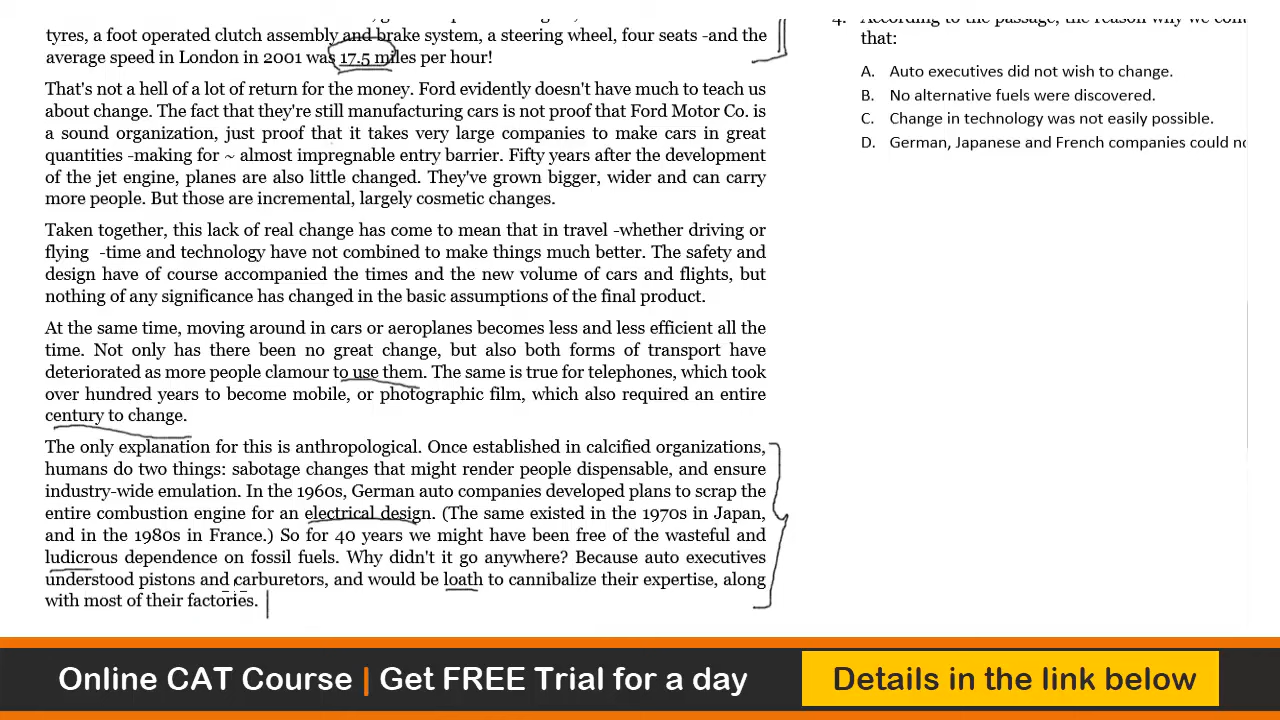 tyres, a foot operated clutch assembly and brake system, a steering wheel, four seats -and the
average speed in London in 2001 was 17.5 miles per hour!
That's not a hell of a lot of return for the money. Ford evidently doesn't have much to teach us
about change. The fact that they're still manufacturing cars is not proof that Ford Motor Co. is
a sound organization, just proof that it takes very large companies to make cars in great
quantities -making for ~ almost impregnable entry barrier. Fifty years after the development
of the jet engine, planes are also little changed. They've grown bigger, wider and can carry
more people. But those are incremental, largely cosmetic changes.
Taken together, this lack of real change has come to mean that in travel -whether driving or
flying -time and technology have not combined to make things much better. The safety and
design have of course accompanied the times and the new volume of cars and flights, but
nothing of any significance has changed in the basic assumptions of the final product.
At the same time, moving around in cars or aeroplanes becomes less and less efficient all the
time. Not only has there been no great change, but also both forms of transport have
deteriorated as more people clamour to use them. The same is true for telephones, which took
over hundred years to become mobile, or photographic film, which also required an entire
century to change.
The only explanation for this is anthropological. Once established in calcified organizations,
humans do two things: sabotage changes that might render people dispensable, and ensure
industry-wide emulation. In the 1960s, German auto companies developed plans to scrap the
entire combustion engine for an electrical design. (The same existed in the 1970s in Japan,
and in the 1980s in France.) So for 40 years we might have been free of the wasteful and
ludicrous dependence on fossil fuels. Why didn't it go anywhere? Because auto executives
understood pistons and carburetors, and would be loath to cannibalize their expertise, along
with most of their factories.
4. According to the passage, the reason why we
that:
A. Auto executives did not wish to change.
B. No alternative fuels were discovered.
C. Change in technology was not easily possible.
D. German, Japanese and French companies could
Online CAT Course | Get FREE Trial for a day
Details in the link below